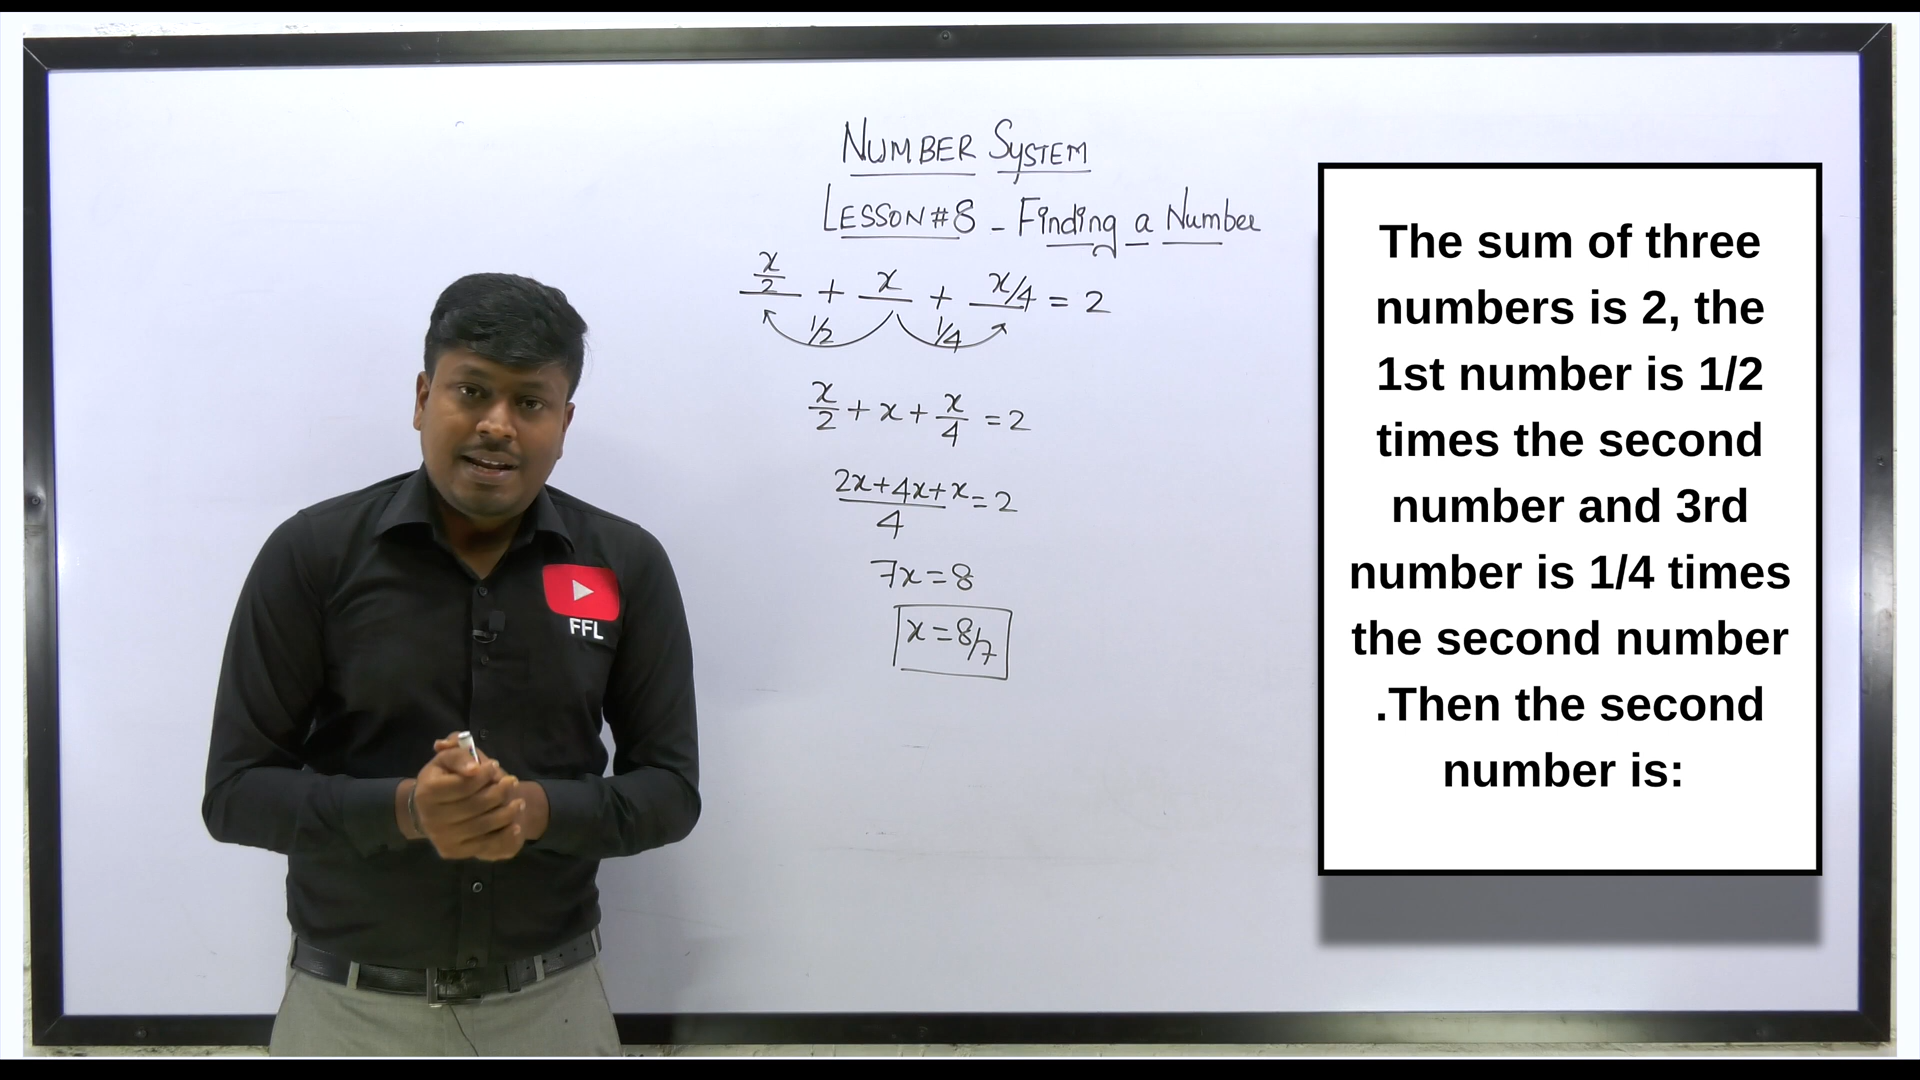 NUMBER SYSTEM
LESSON #8 - Finding a Number
x/2 + x + x/4 = 2
1/2 1/4
x/2 + x + x/4 = 2
2x+4x+x/4 = 2
7x = 8
x = 8/7
FFL
The sum of three
numbers is 2, the
1st number is 1/2
times the second
number and 3rd
number is 1/4 times
the second number
.Then the second
number is: